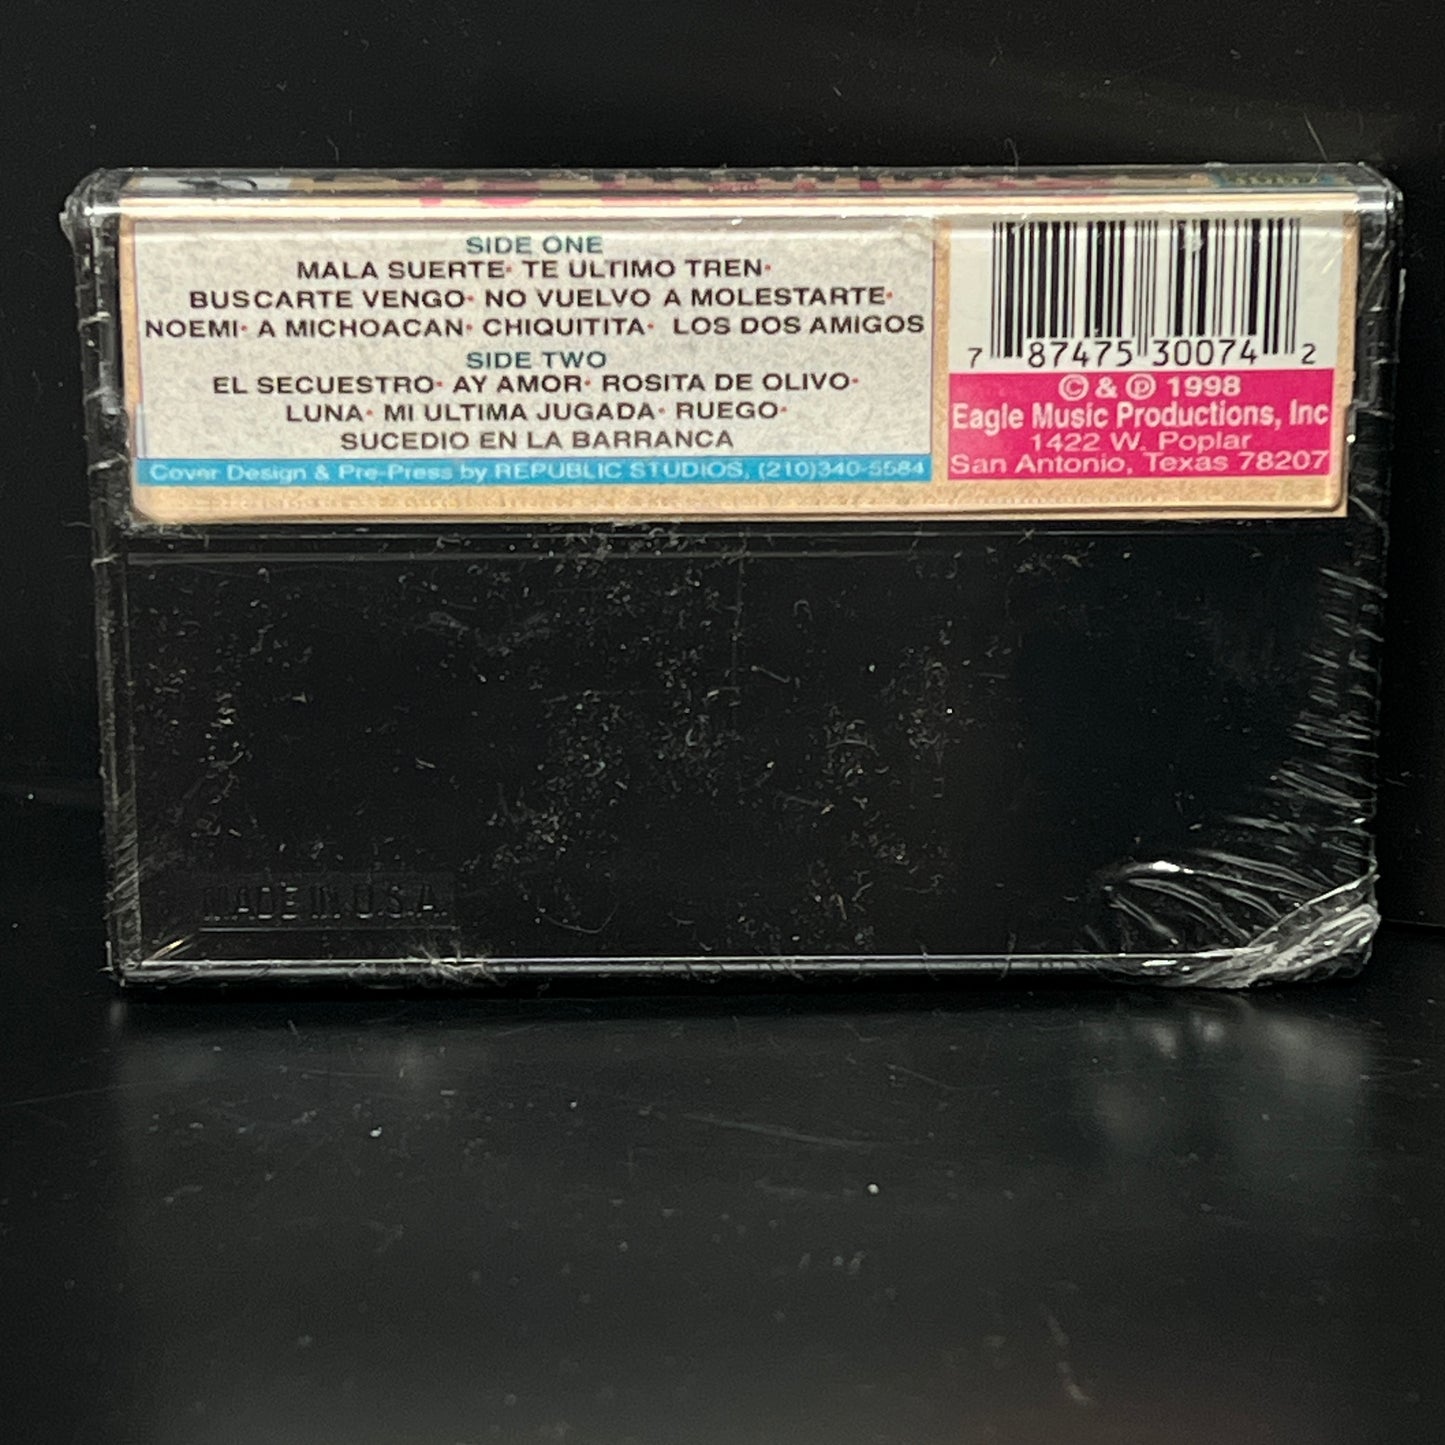 SIDE ONE
MALA SUERTE• TE ULTIMO TREN•
BUSCARTE VENGO• NO VUELVO A MOLESTARTE•
NOEMI• A MICHOACAN• CHIQUITITA• LOS DOS AMIGOS
SIDE TWO
EL SECUESTRO• AY AMOR• ROSITA DE OLIVO•
LUNA• MI ULTIMA JUGADA• RUEGO•
SUCEDIO EN LA BARRANCA
Cover Design & Pre-Press by REPUBLIC STUDIOS, (210)340-5584
7 87475 30074 2
© & ℗ 1998
Eagle Music Productions, Inc
1422 W. Poplar
San Antonio, Texas 78207
MADE IN U.S.A.